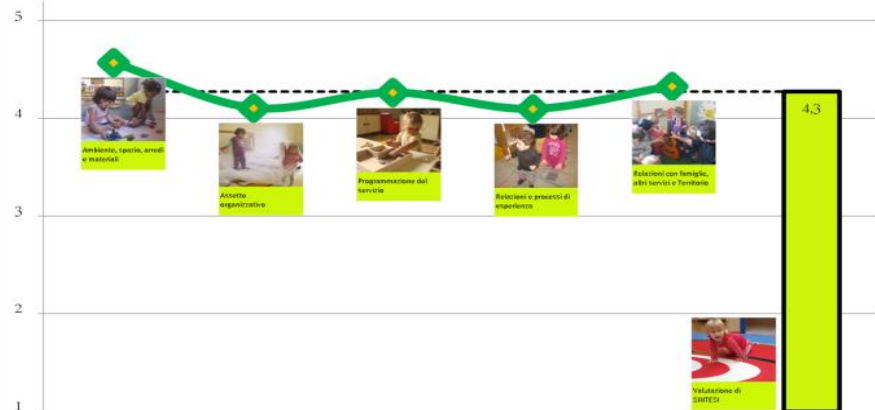 5
4
3
2
1
Ambiente, spazio, arredi
e materiali
Assetto
organizzativo
Programmazione del
servizio
Relazioni e processi di
esperienza
Relazioni con famiglie,
altri servizi e Territorio
Valutazione di
SINTESI
4,3